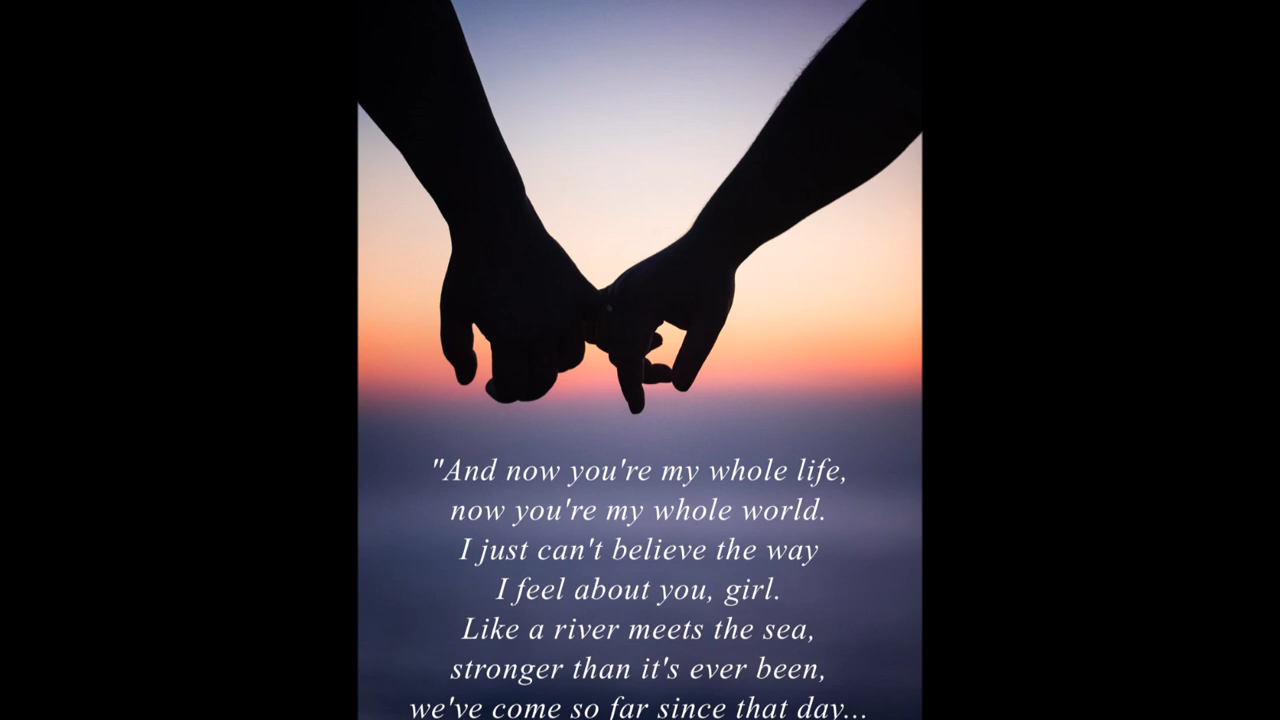 "And now you're my whole life,
now you're my whole world.
I just can't believe the way
I feel about you, girl.
Like a river meets the sea,
stronger than it's ever been,
we've come so far since that day...